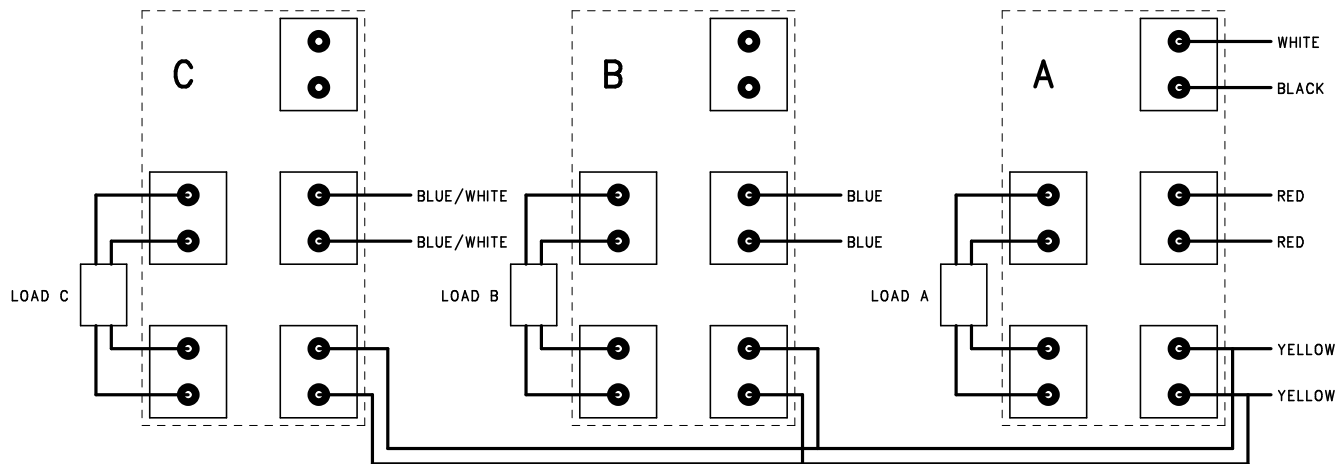 WHITE
C
B
A
BLACK
BLUE/WHITE
BLUE
RED
BLUE/WHITE
BLUE
RED
LOAD C
LOAD B
LOAD A
YELLOW
YELLOW